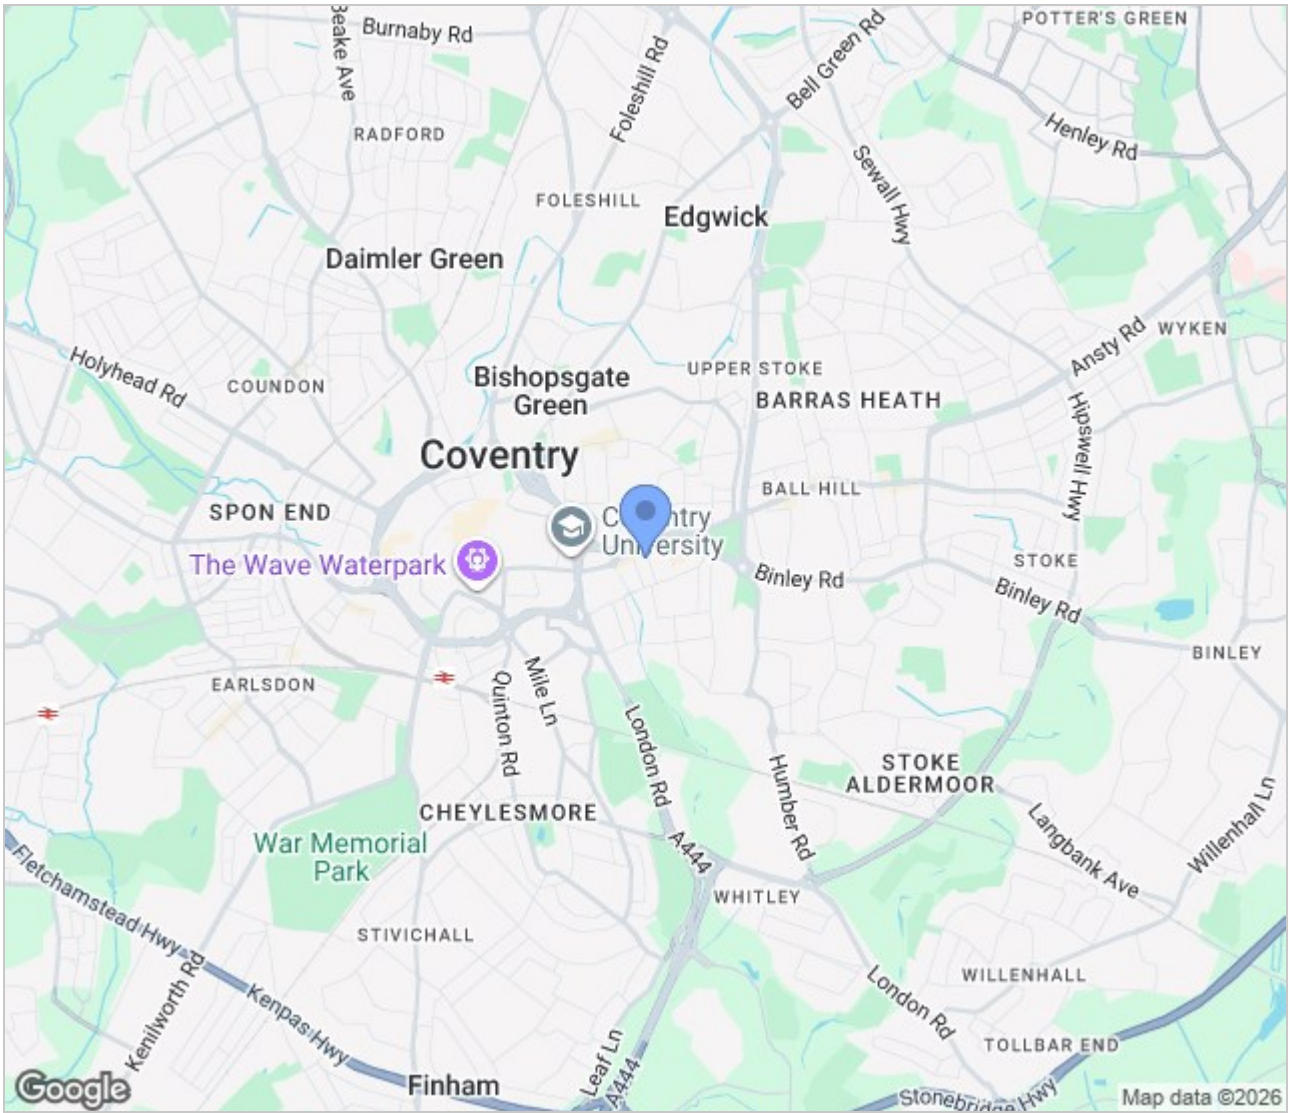 POTTER'S GREEN
Beake Ave
Burnaby Rd
Foleshill Rd
Bell Green Rd
Henley Rd
RADFORD
Sewall Hwy
FOLESHILL
Edgwick
Daimler Green
Ansty Rd
WYKEN
Holyhead Rd
COUNDON
Bishopsgate
Green
UPPER STOKE
BARRAS HEATH
Hipswell Hwy
Coventry
BALL HILL
SPON END
Coventry
University
The Wave Waterpark
Binley Rd
STOKE
Binley Rd
BINLEY
EARLSDON
Mile Ln
Quinton Rd
London Rd
STOKE
ALDERMOOR
Humber Rd
CHEYLESMORE
Langbank Ave
Willenhall Ln
War Memorial
Park
A444
Fletchamstead Hwy
WHITLEY
STIVICHALL
WILLENHALL
Kenilworth Rd
Kenpas Hwy
London Rd
TOLLBAR END
Leaf Ln
A444
Finham
Stonebridge Hwy
Google
Map data ©2026